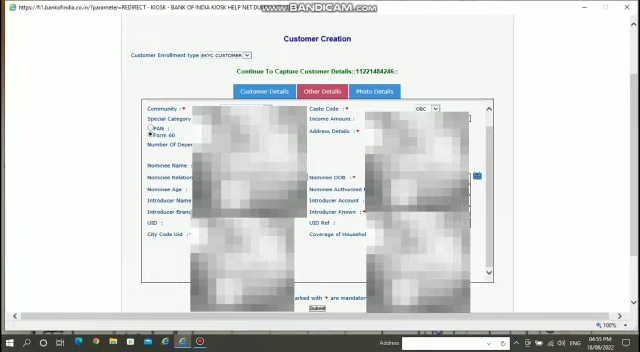 https://fi1.bankofindia.co.in/?parameter=REDIRECT - KIOSK - BANK OF INDIA KIOSK HELP NET
www.BANDICAM.com
Customer Creation
Customer Enrollment type EKYC CUSTOMER
Continue To Capture Customer Details::11221484246::
Customer Details Other Details Photo Details
Community : * Caste Code : * OBC
Special Category Income Amount :
PAN : Address Details : *
Form 60
Number Of Depe
Nominee Name
Nominee Relation Nominee DOB : *
Nominee Age : Nominee Authorized
Introducer Name Introducer Account :
Introducer Branc Introducer Known : *
UID : UID Ref :
City Code Uid : Coverage of Househol
arked with * are mandator
Submit
100%
Address
04:55 PM
18/08/2022